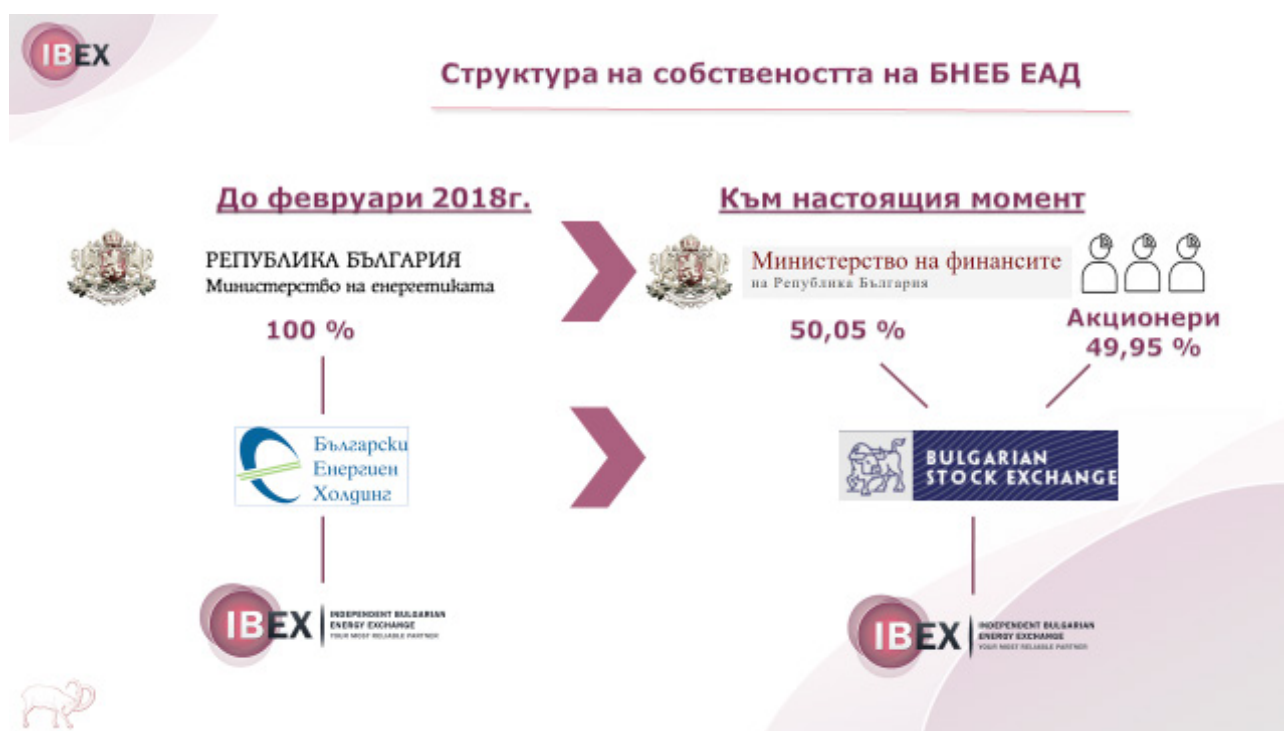 IBEX
Структура на собствеността на БНЕБ ЕАД
До февруари 2018г.
РЕПУБЛИКА БЪЛГАРИЯ
Министерство на енергетиката
100 %
Български
Енергиен
Холдинг
IBEX
INDEPENDENT BULGARIAN
ENERGY EXCHANGE
YOUR MOST RELIABLE PARTNER
Към настоящия момент
Министерство на финансите
на Република България
50,05 %
Акционери
49,95 %
BULGARIAN
STOCK EXCHANGE
IBEX
INDEPENDENT BULGARIAN
ENERGY EXCHANGE
YOUR MOST RELIABLE PARTNER